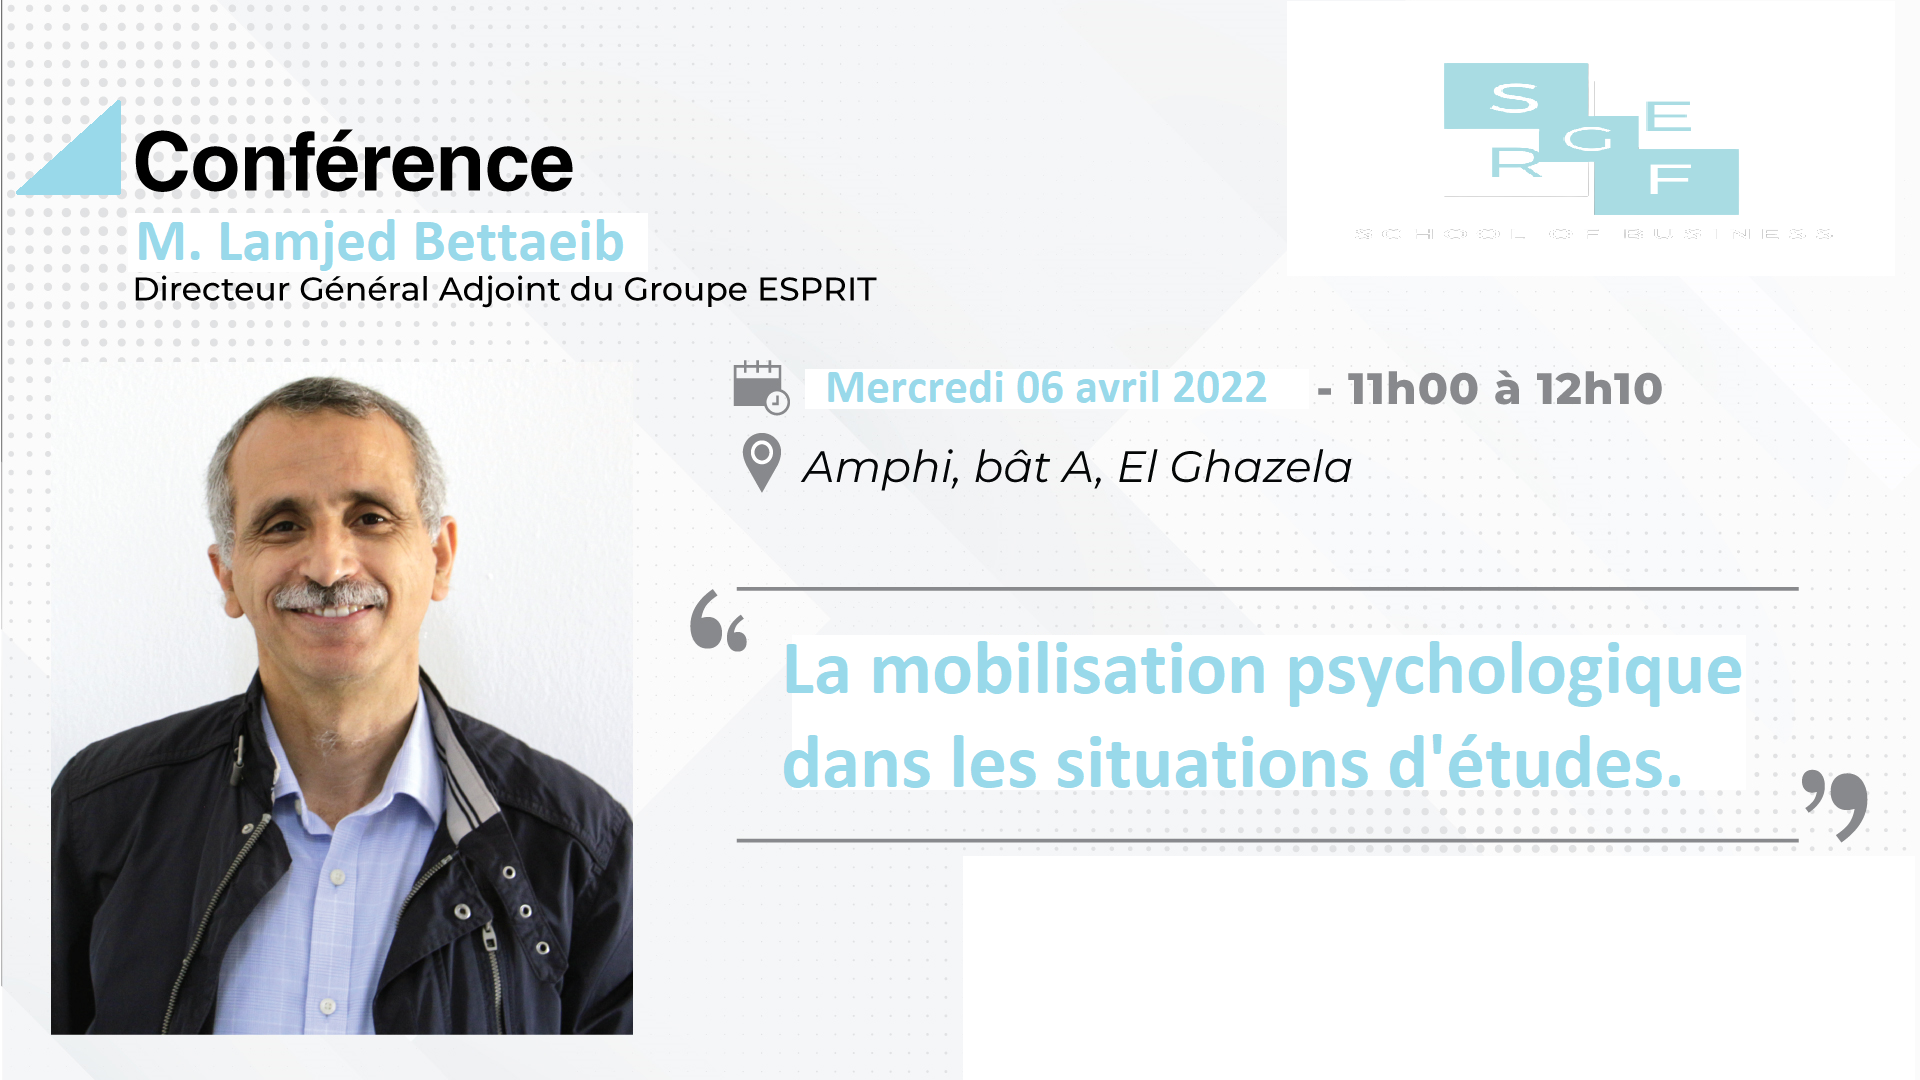 Conférence
M. Lamjed Bettaeib
Directeur Général Adjoint du Groupe ESPRIT
S
E
G
R
F
SCHOOL OF BUSINESS
Mercredi 06 avril 2022 - 11h00 à 12h10
Amphi, bât A, El Ghazela
“ La mobilisation psychologique
dans les situations d'études. ”